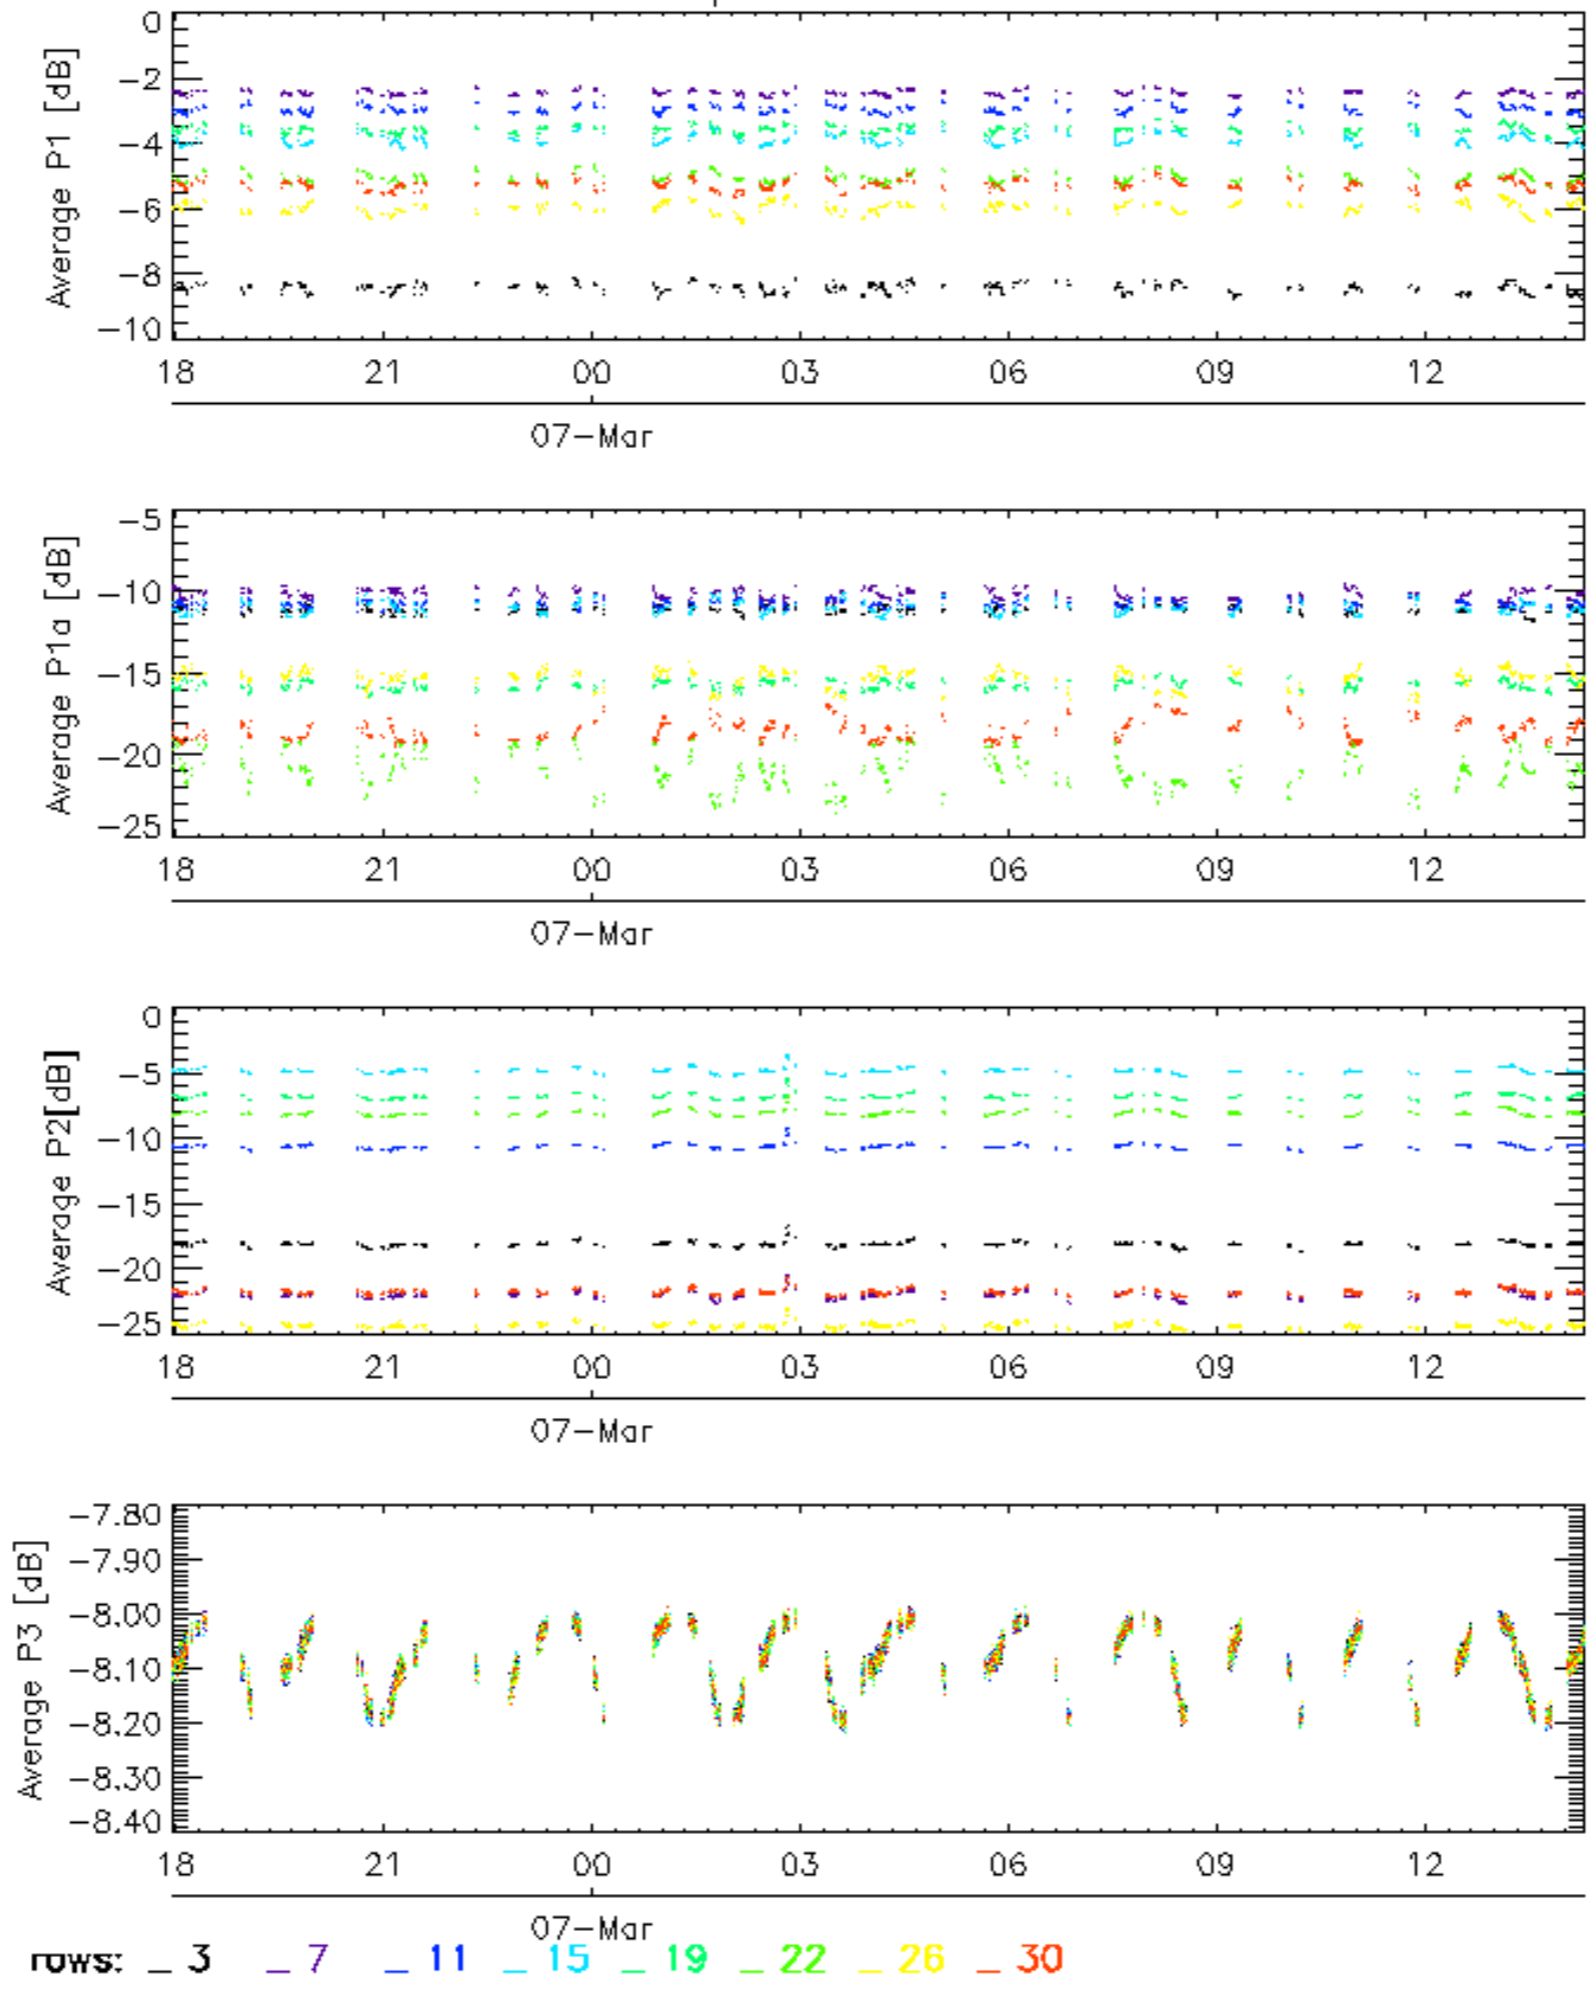 Average P1 [dB]
0
−2
−4
−6
−8
−10
18 21 00 03 06 09 12
07−Mar
Average P1a [dB]
−5
−10
−15
−20
−25
18 21 00 03 06 09 12
07−Mar
Average P2[dB]
0
−5
−10
−15
−20
−25
18 21 00 03 06 09 12
07−Mar
Average P3 [dB]
−7.80
−7.90
−8.00
−8.10
−8.20
−8.30
−8.40
18 21 00 03 06 09 12
07−Mar
rows: _ 3 _ 7 _ 11 _ 15 _ 19 _ 22 _ 26 _ 30